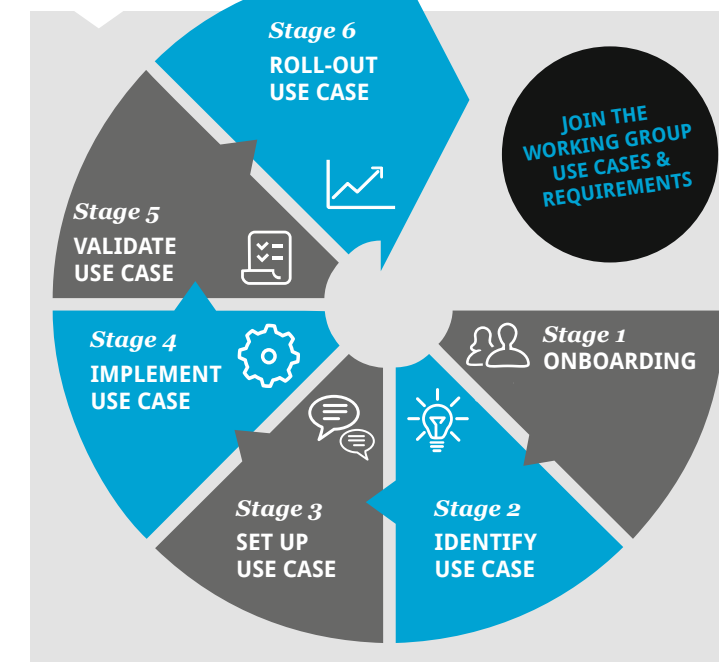 Stage 6
ROLL-OUT
USE CASE
JOIN THE
WORKING GROUP
USE CASES &
REQUIREMENTS
Stage 5
VALIDATE
USE CASE
Stage 4
IMPLEMENT
USE CASE
Stage 1
ONBOARDING
Stage 3
SET UP
USE CASE
Stage 2
IDENTIFY
USE CASE